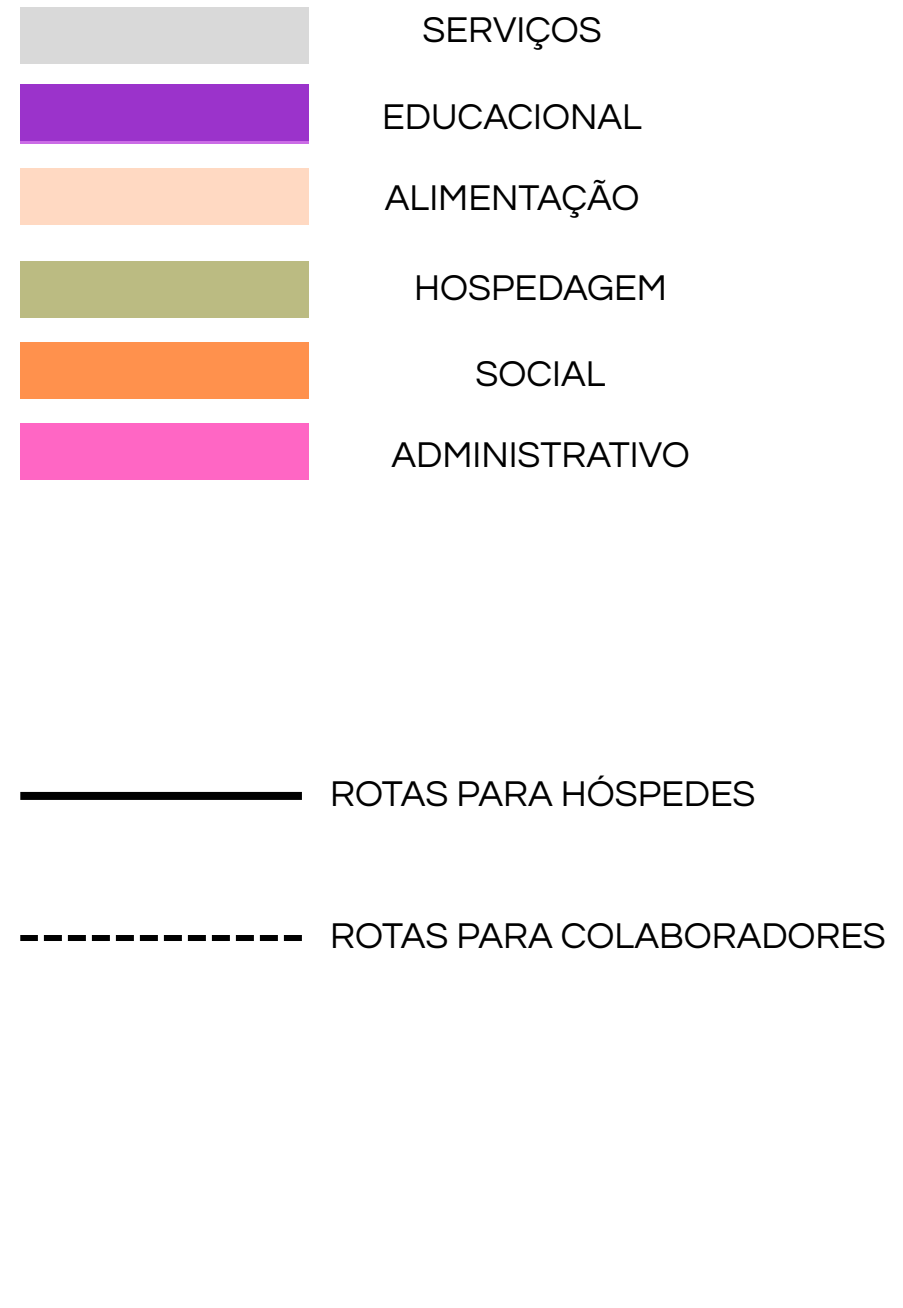 SERVIÇOS
EDUCACIONAL
ALIMENTAÇÃO
HOSPEDAGEM
SOCIAL
ADMINISTRATIVO
ROTAS PARA HÓSPEDES
ROTAS PARA COLABORADORES